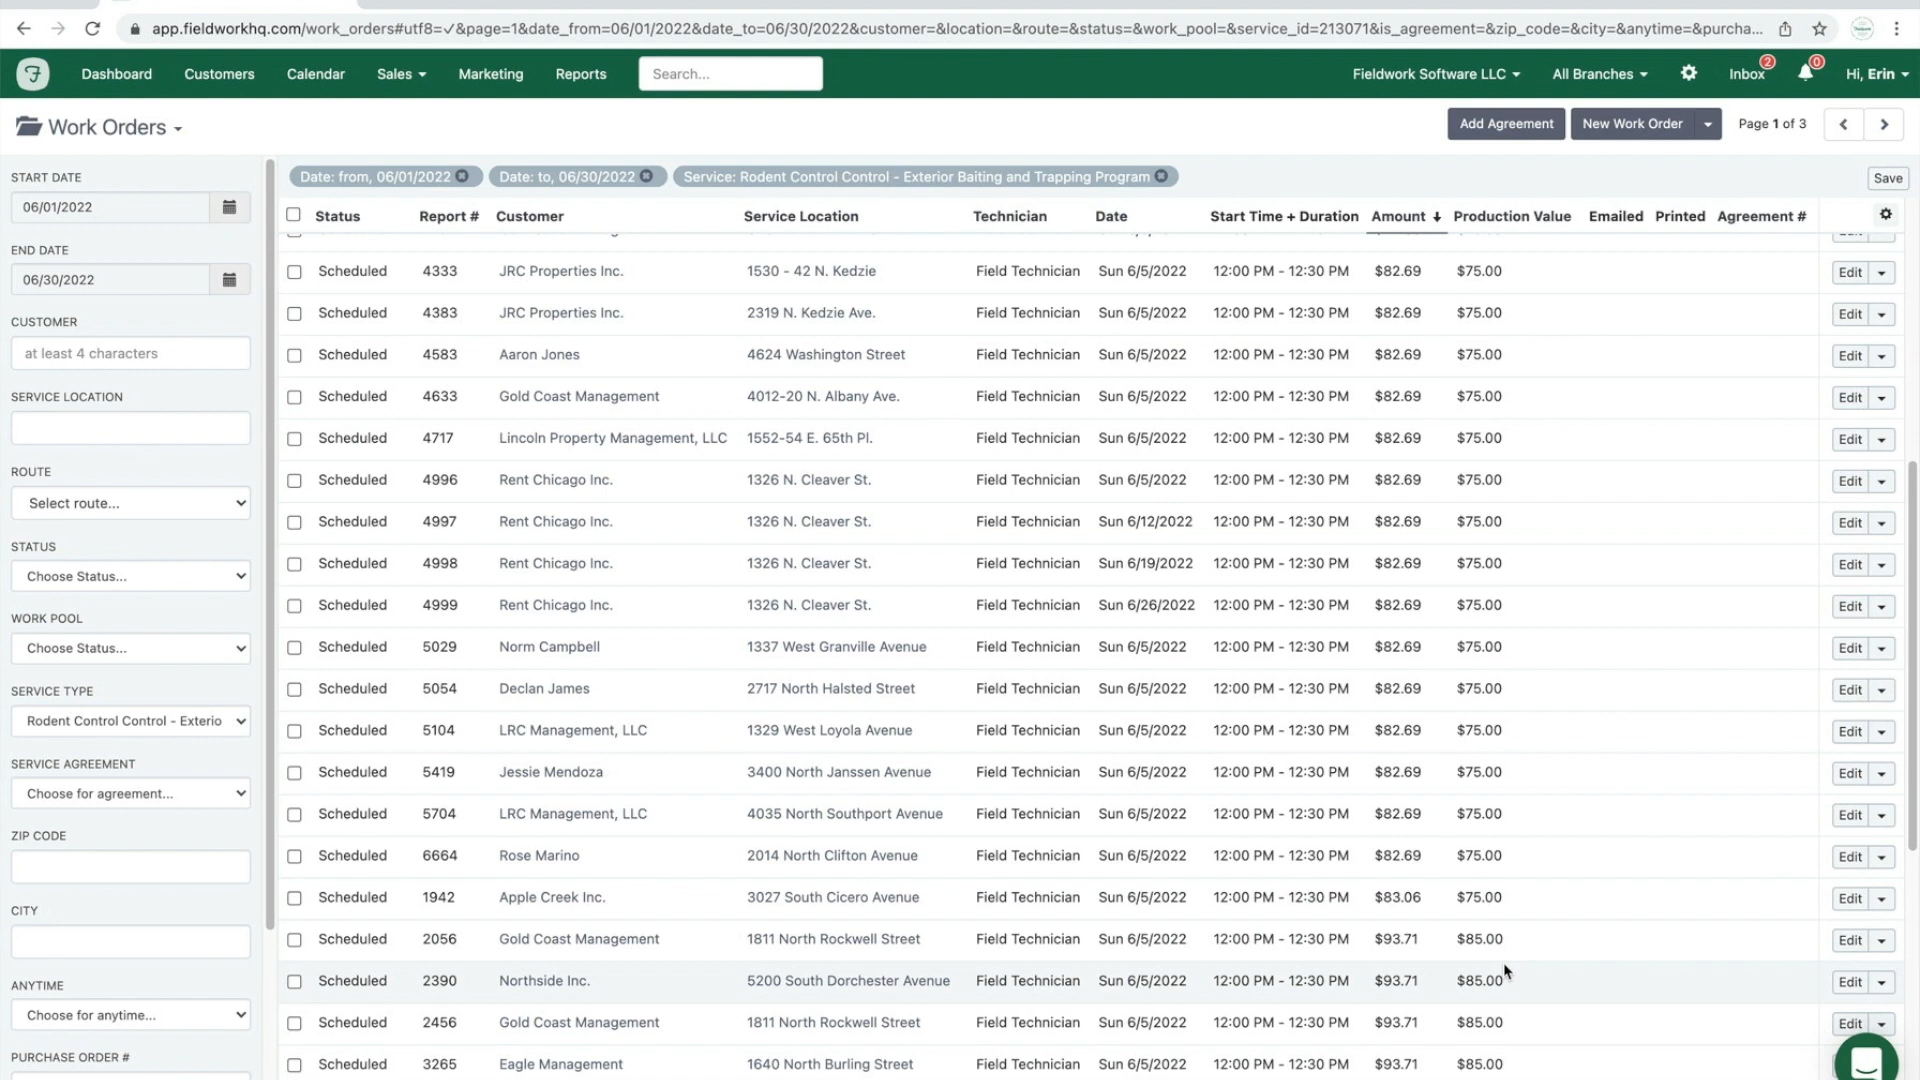 app.fieldworkhq.com/work_orders#utf8=✓&page=1&date_from=06/01/2022&date_to=06/30/2022&customer=&location=&route=&status=&work_pool=&service_id=213071&is_agreement=&zip_code=&city=&anytime=&purcha...
Dashboard Customers Calendar Sales Marketing Reports Search... Fieldwork Software LLC All Branches Inbox 2 0 Hi, Erin
Work Orders Add Agreement New Work Order Page 1 of 3
START DATE
06/01/2022
END DATE
06/30/2022
CUSTOMER
at least 4 characters
SERVICE LOCATION
ROUTE
Select route...
STATUS
Choose Status...
WORK POOL
Choose Status...
SERVICE TYPE
Rodent Control Control - Exterio
SERVICE AGREEMENT
Choose for agreement...
ZIP CODE
CITY
ANYTIME
Choose for anytime...
PURCHASE ORDER #
Date: from, 06/01/2022 Date: to, 06/30/2022 Service: Rodent Control Control - Exterior Baiting and Trapping Program Save
Status Report # Customer Service Location Technician Date Start Time + Duration Amount Production Value Emailed Printed Agreement #
Scheduled 4333 JRC Properties Inc. 1530 - 42 N. Kedzie Field Technician Sun 6/5/2022 12:00 PM - 12:30 PM $82.69 $75.00 Edit
Scheduled 4383 JRC Properties Inc. 2319 N. Kedzie Ave. Field Technician Sun 6/5/2022 12:00 PM - 12:30 PM $82.69 $75.00 Edit
Scheduled 4583 Aaron Jones 4624 Washington Street Field Technician Sun 6/5/2022 12:00 PM - 12:30 PM $82.69 $75.00 Edit
Scheduled 4633 Gold Coast Management 4012-20 N. Albany Ave. Field Technician Sun 6/5/2022 12:00 PM - 12:30 PM $82.69 $75.00 Edit
Scheduled 4717 Lincoln Property Management, LLC 1552-54 E. 65th Pl. Field Technician Sun 6/5/2022 12:00 PM - 12:30 PM $82.69 $75.00 Edit
Scheduled 4996 Rent Chicago Inc. 1326 N. Cleaver St. Field Technician Sun 6/5/2022 12:00 PM - 12:30 PM $82.69 $75.00 Edit
Scheduled 4997 Rent Chicago Inc. 1326 N. Cleaver St. Field Technician Sun 6/12/2022 12:00 PM - 12:30 PM $82.69 $75.00 Edit
Scheduled 4998 Rent Chicago Inc. 1326 N. Cleaver St. Field Technician Sun 6/19/2022 12:00 PM - 12:30 PM $82.69 $75.00 Edit
Scheduled 4999 Rent Chicago Inc. 1326 N. Cleaver St. Field Technician Sun 6/26/2022 12:00 PM - 12:30 PM $82.69 $75.00 Edit
Scheduled 5029 Norm Campbell 1337 West Granville Avenue Field Technician Sun 6/5/2022 12:00 PM - 12:30 PM $82.69 $75.00 Edit
Scheduled 5054 Declan James 2717 North Halsted Street Field Technician Sun 6/5/2022 12:00 PM - 12:30 PM $82.69 $75.00 Edit
Scheduled 5104 LRC Management, LLC 1329 West Loyola Avenue Field Technician Sun 6/5/2022 12:00 PM - 12:30 PM $82.69 $75.00 Edit
Scheduled 5419 Jessie Mendoza 3400 North Janssen Avenue Field Technician Sun 6/5/2022 12:00 PM - 12:30 PM $82.69 $75.00 Edit
Scheduled 5704 LRC Management, LLC 4035 North Southport Avenue Field Technician Sun 6/5/2022 12:00 PM - 12:30 PM $82.69 $75.00 Edit
Scheduled 6664 Rose Marino 2014 North Clifton Avenue Field Technician Sun 6/5/2022 12:00 PM - 12:30 PM $82.69 $75.00 Edit
Scheduled 1942 Apple Creek Inc. 3027 South Cicero Avenue Field Technician Sun 6/5/2022 12:00 PM - 12:30 PM $83.06 $75.00 Edit
Scheduled 2056 Gold Coast Management 1811 North Rockwell Street Field Technician Sun 6/5/2022 12:00 PM - 12:30 PM $93.71 $85.00 Edit
Scheduled 2390 Northside Inc. 5200 South Dorchester Avenue Field Technician Sun 6/5/2022 12:00 PM - 12:30 PM $93.71 $85.00 Edit
Scheduled 2456 Gold Coast Management 1811 North Rockwell Street Field Technician Sun 6/5/2022 12:00 PM - 12:30 PM $93.71 $85.00 Edit
Scheduled 3265 Eagle Management 1640 North Burling Street Field Technician Sun 6/5/2022 12:00 PM - 12:30 PM $93.71 $85.00